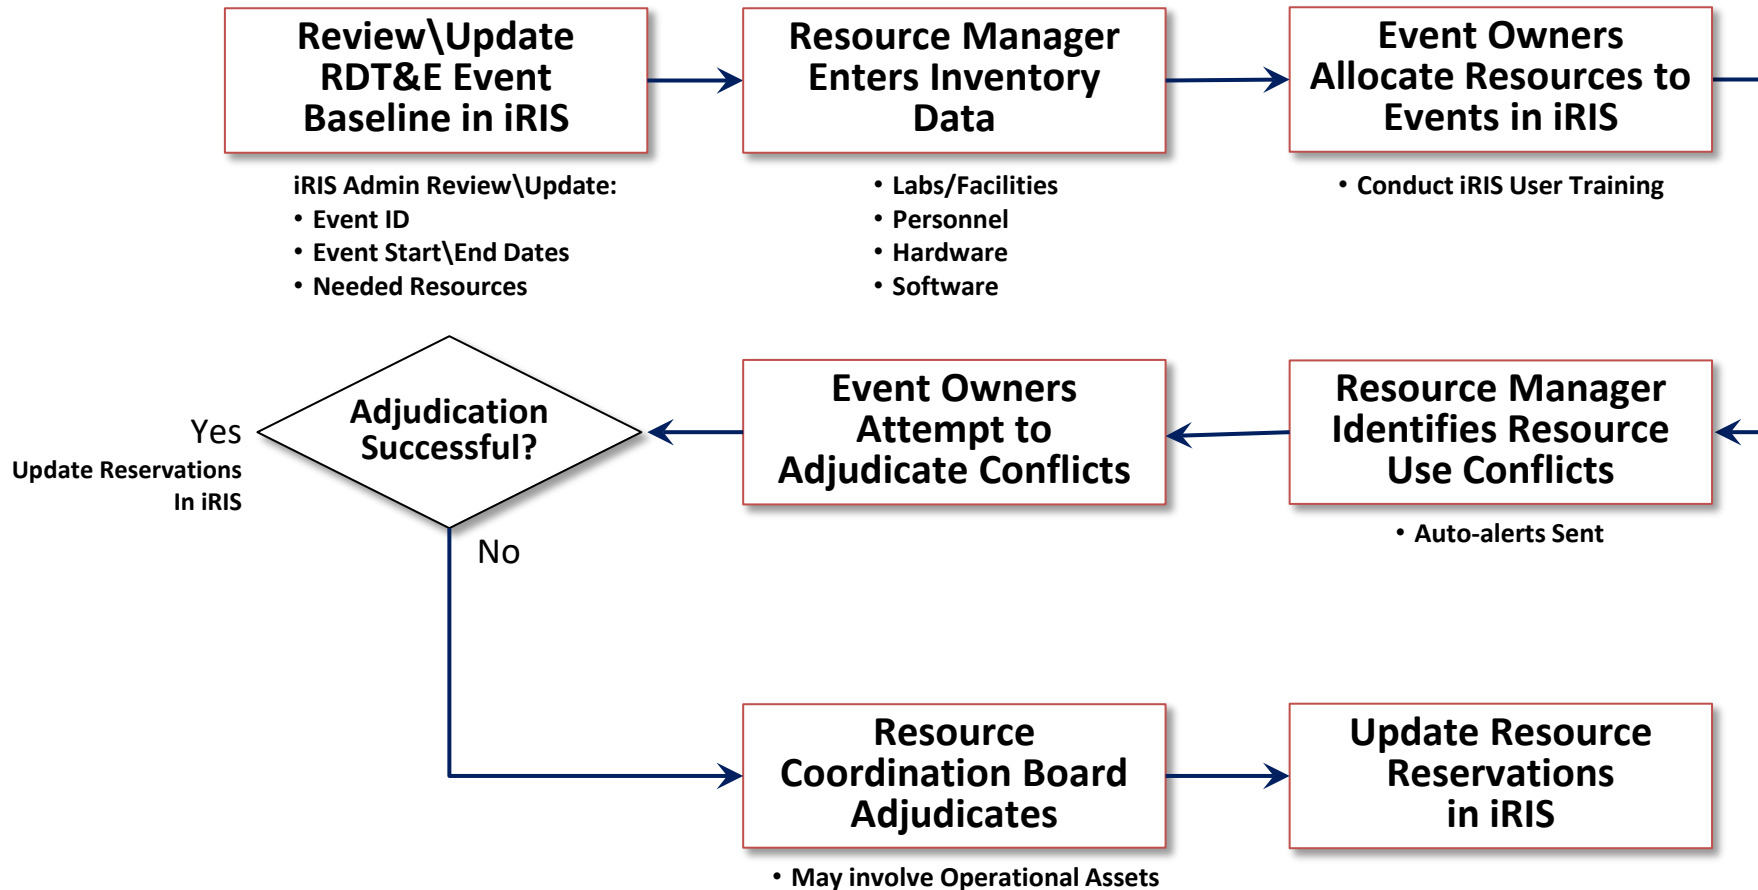 Review\Update
RDT&E Event
Baseline in iRIS
Resource Manager
Enters Inventory
Data
Event Owners
Allocate Resources to
Events in iRIS
iRIS Admin Review\Update:
• Event ID
• Event Start\End Dates
• Needed Resources
• Labs/Facilities
• Personnel
• Hardware
• Software
• Conduct iRIS User Training
Adjudication
Successful?
Yes
Update Reservations
In iRIS
No
Event Owners
Attempt to
Adjudicate Conflicts
Resource Manager
Identifies Resource
Use Conflicts
• Auto-alerts Sent
Resource
Coordination Board
Adjudicates
• May involve Operational Assets
Update Resource
Reservations
in iRIS